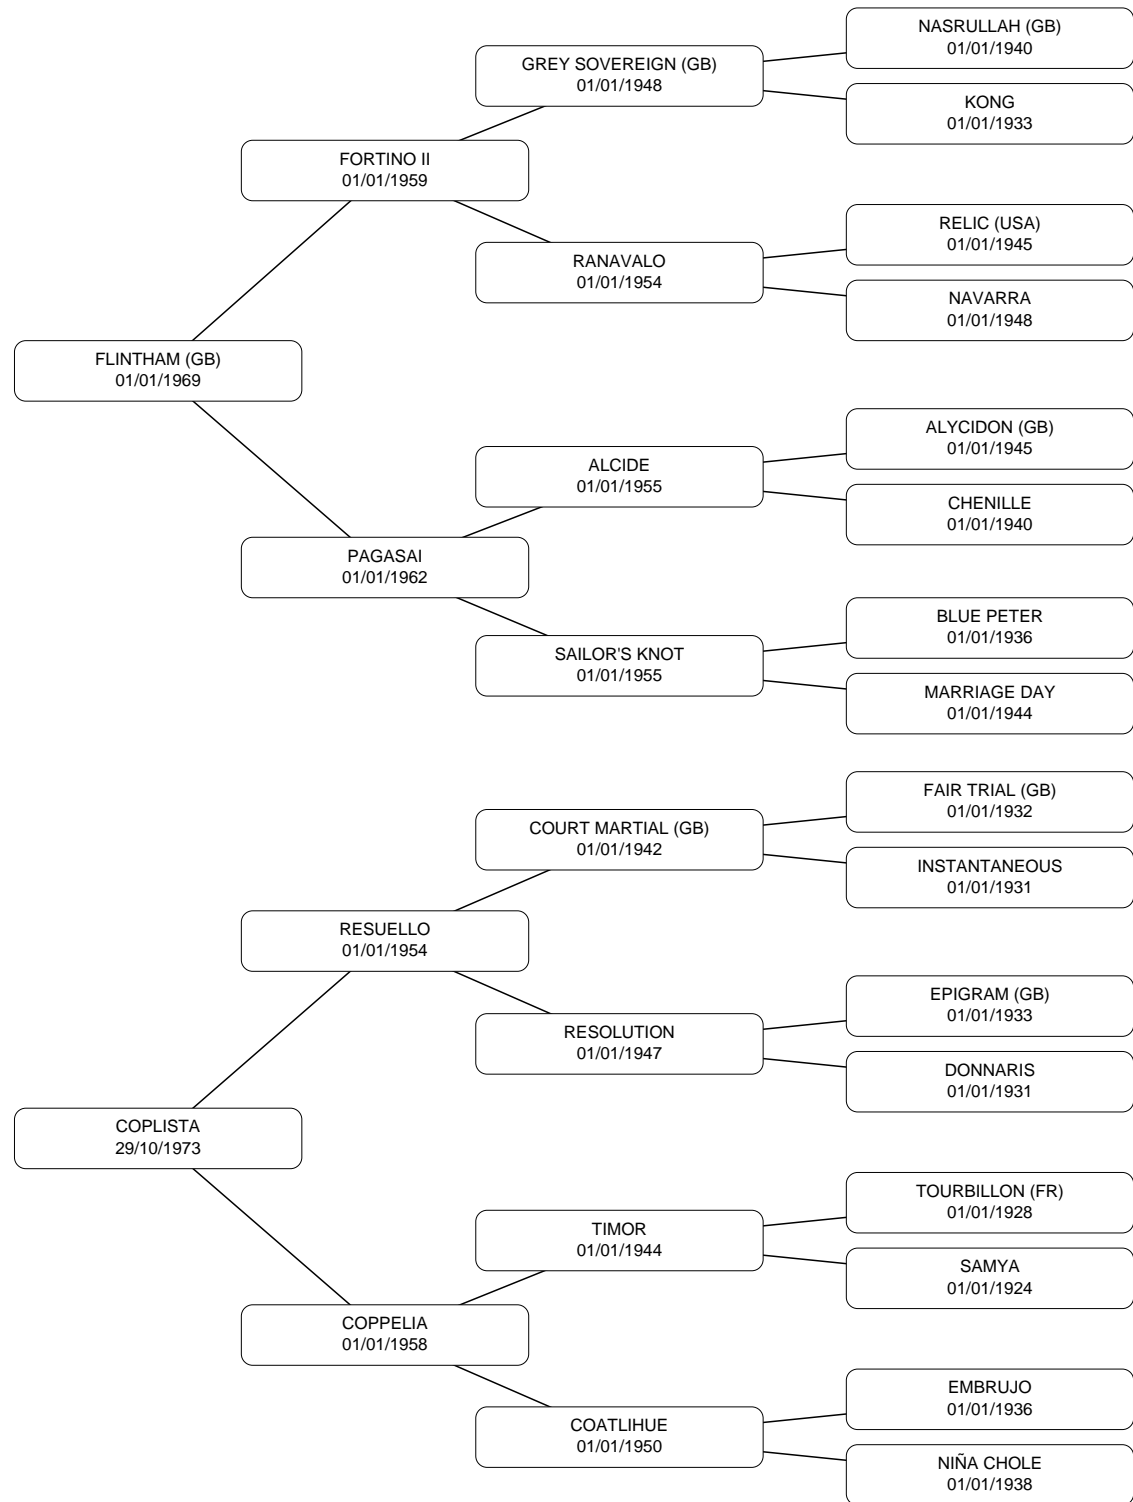 NASRULLAH (GB)
01/01/1940
GREY SOVEREIGN (GB)
01/01/1948
KONG
01/01/1933
FORTINO II
01/01/1959
RELIC (USA)
01/01/1945
RANAVALO
01/01/1954
NAVARRA
01/01/1948
FLINTHAM (GB)
01/01/1969
ALYCIDON (GB)
01/01/1945
ALCIDE
01/01/1955
CHENILLE
01/01/1940
PAGASAI
01/01/1962
BLUE PETER
01/01/1936
SAILOR'S KNOT
01/01/1955
MARRIAGE DAY
01/01/1944
FAIR TRIAL (GB)
01/01/1932
COURT MARTIAL (GB)
01/01/1942
INSTANTANEOUS
01/01/1931
RESUELLO
01/01/1954
EPIGRAM (GB)
01/01/1933
RESOLUTION
01/01/1947
DONNARIS
01/01/1931
COPLISTA
29/10/1973
TOURBILLON (FR)
01/01/1928
TIMOR
01/01/1944
SAMYA
01/01/1924
COPPELIA
01/01/1958
EMBRUJO
01/01/1936
COATLIHUE
01/01/1950
NIÑA CHOLE
01/01/1938